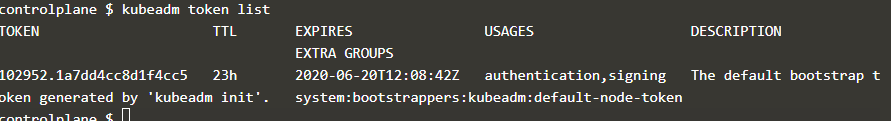 controlplane $ kubeadm token list
TOKEN TTL EXPIRES USAGES DESCRIPTION
EXTRA GROUPS
102952.1a7dd4cc8d1f4cc5 23h 2020-06-20T12:08:42Z authentication,signing The default bootstrap t
oken generated by 'kubeadm init'. system:bootstrappers:kubeadm:default-node-token
controlplane $